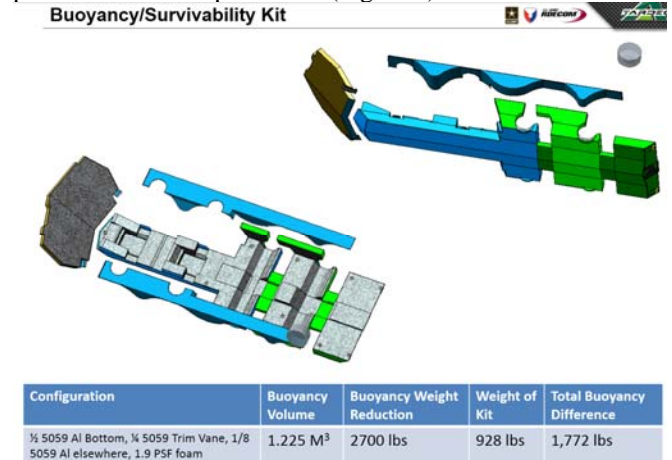 Buoyancy/Survivability Kit
RDECOM
TARDEC
Configuration
Buoyancy Volume
Buoyancy Weight Reduction
Weight of Kit
Total Buoyancy Difference
½ 5059 Al Bottom, ¼ 5059 Trim Vane, 1/8
5059 Al elsewhere, 1.9 PSF foam
1.225 M³
2700 lbs
928 lbs
1,772 lbs